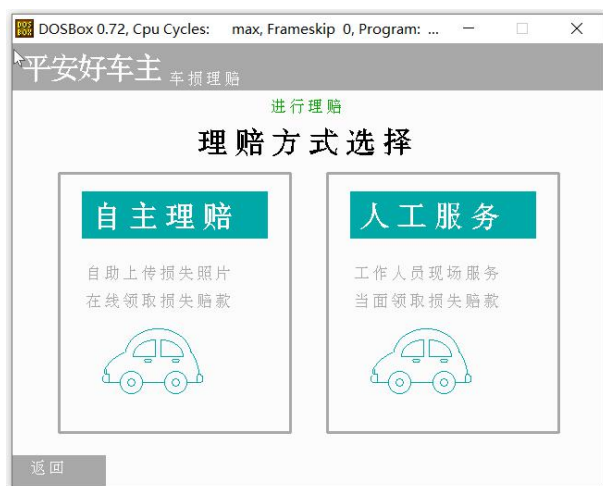 DOSBox 0.72, Cpu Cycles: max, Frameskip 0, Program: ...
平安好车主 车损理赔
进行理赔
理赔方式选择
自主理赔
自助上传损失照片
在线领取损失赔款
人工服务
工作人员现场服务
当面领取损失赔款
返回